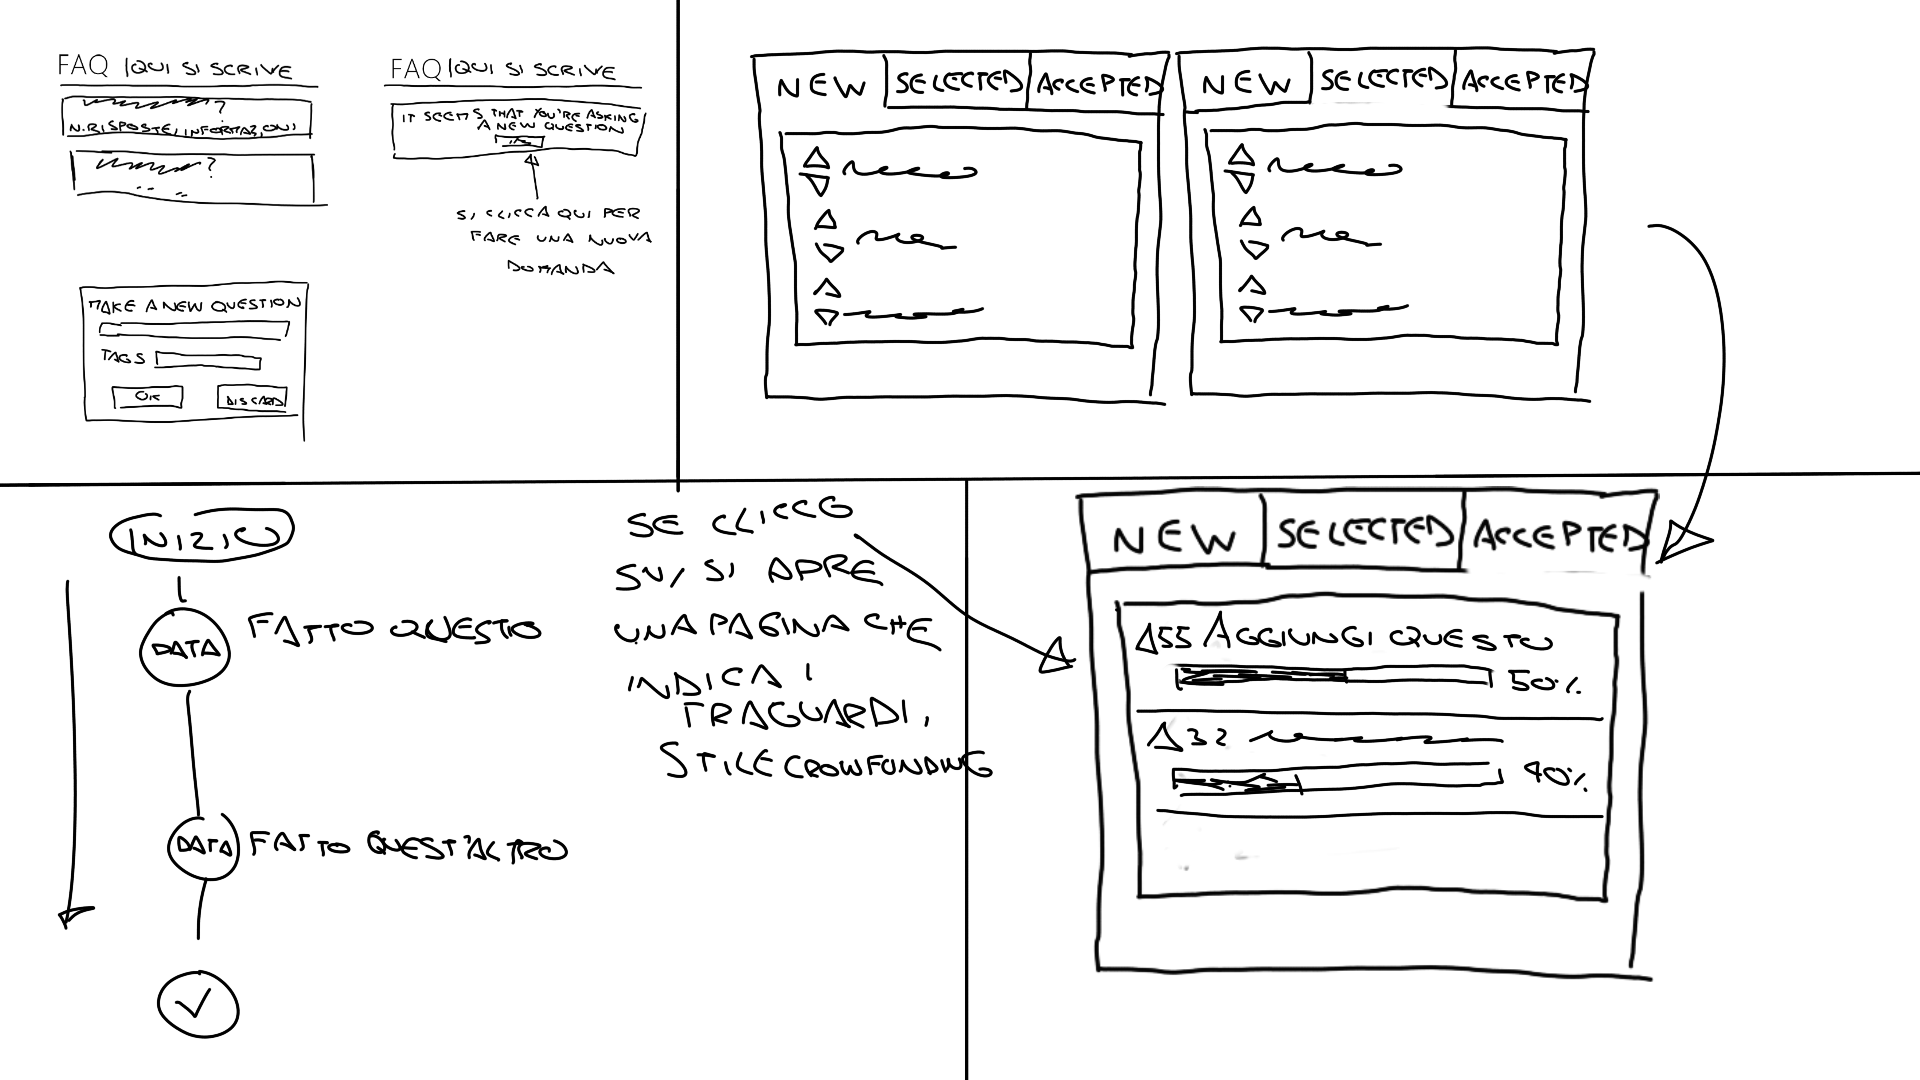 FAQ |QUI SI SCRIVE
?
N.RISPOSTE, INFORMAZIONI
?
FAQ |QUI SI SCRIVE
IT SEEMS THAT YOU'RE ASKING
A NEW QUESTION
SI CLICCA QUI PER
FARE UNA NUOVA
DOMANDA
MAKE A NEW QUESTION
TAGS
OK
DISCARD
NEW
SELECTED
ACCEPTED
NEW
SELECTED
ACCEPTED
INIZIO
DATA
FATTO QUESTO
DATA
FATTO QUEST'ALTRO
SE CLICCO
SU, SI APRE
UNA PAGINA CHE
INDICA I
TRAGUARDI,
STILE CROWFUNDING
NEW
SELECTED
ACCEPTED
55 AGGIUNGI QUESTO
50%
32
40%